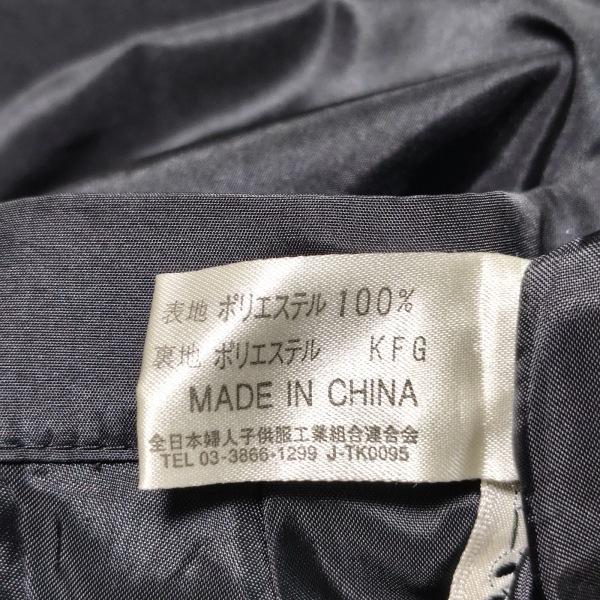 表地 ポリエステル 100%
裏地 ポリエステル KFG
MADE IN CHINA
全日本婦人子供服工業組合連合会
TEL 03-3866-1299 J-TK0095